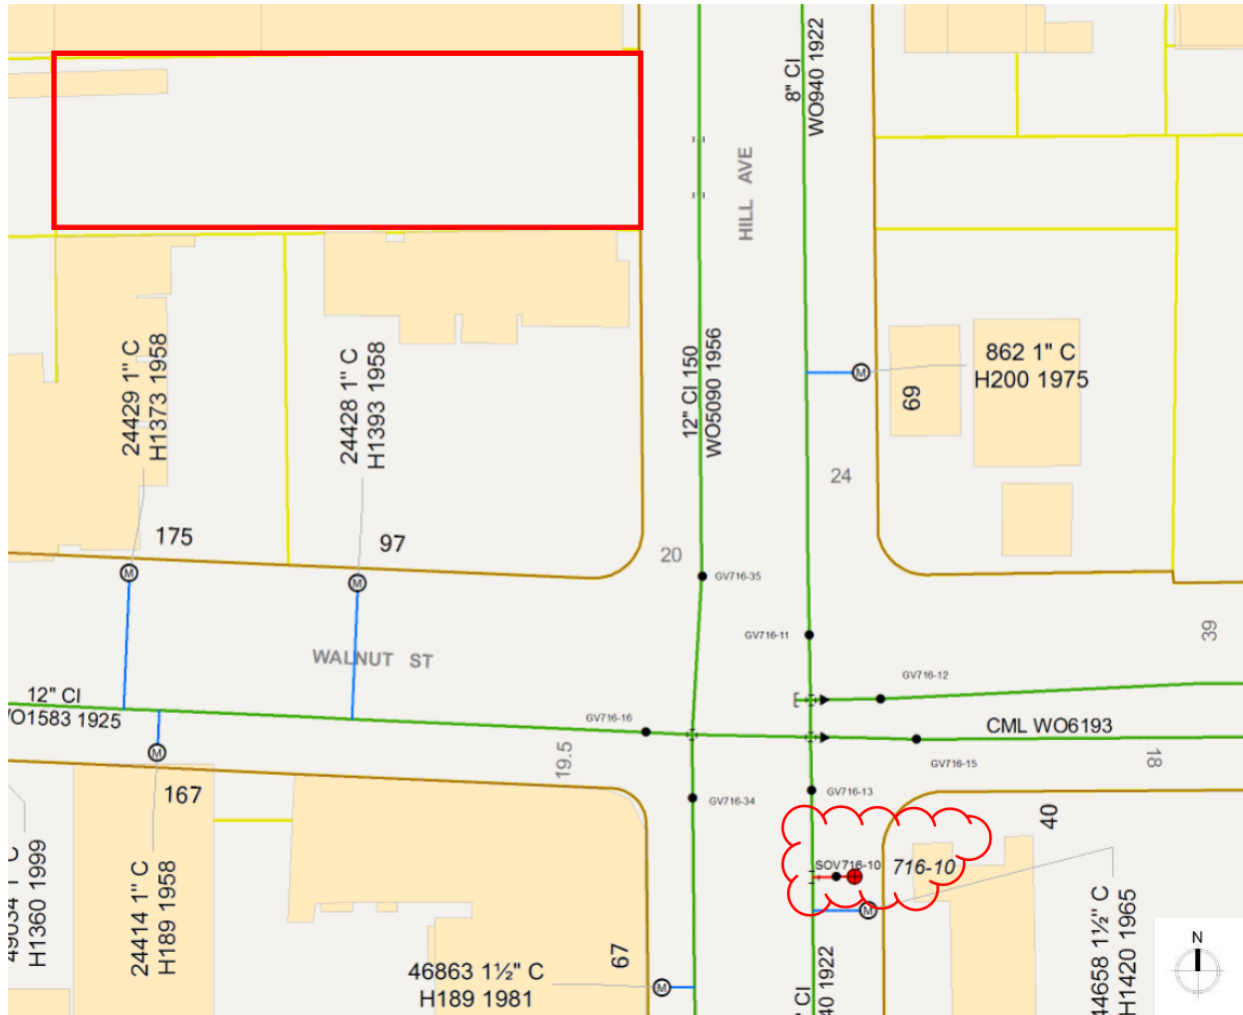 8" CI
WO940 1922
HILL AVE
24429 1" C
H1373 1958
24428 1" C
H1393 1958
12" CI 150
WO5090 1956
862 1" C
H200 1975
69
24
175
97
20
GV716-35
GV716-11
39
WALNUT ST
GV716-12
12" CI
VO1583 1925
GV716-16
CML WO6193
19.5
GV716-15
18
167
GV716-34
GV716-13
40
SOV716-10
716-10
H1360 1999
24414 1" C
H189 1958
67
46863 1½" C
H189 1981
" CI
40 1922
44658 1½" C
H1420 1965
N
M
M
M
M
M
M